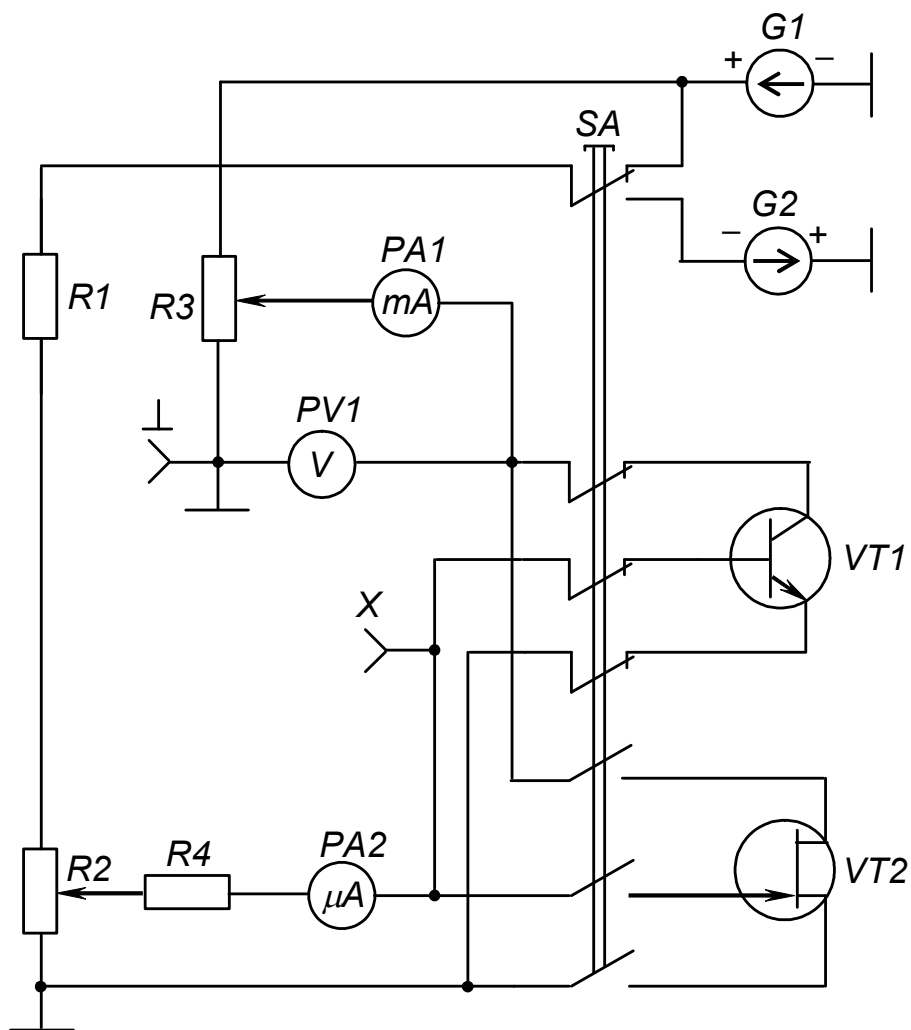 G1
+ –
SA
G2
– +
PA1
mA
R1
R3
PV1
V
VT1
X
R2
R4
PA2
μA
VT2